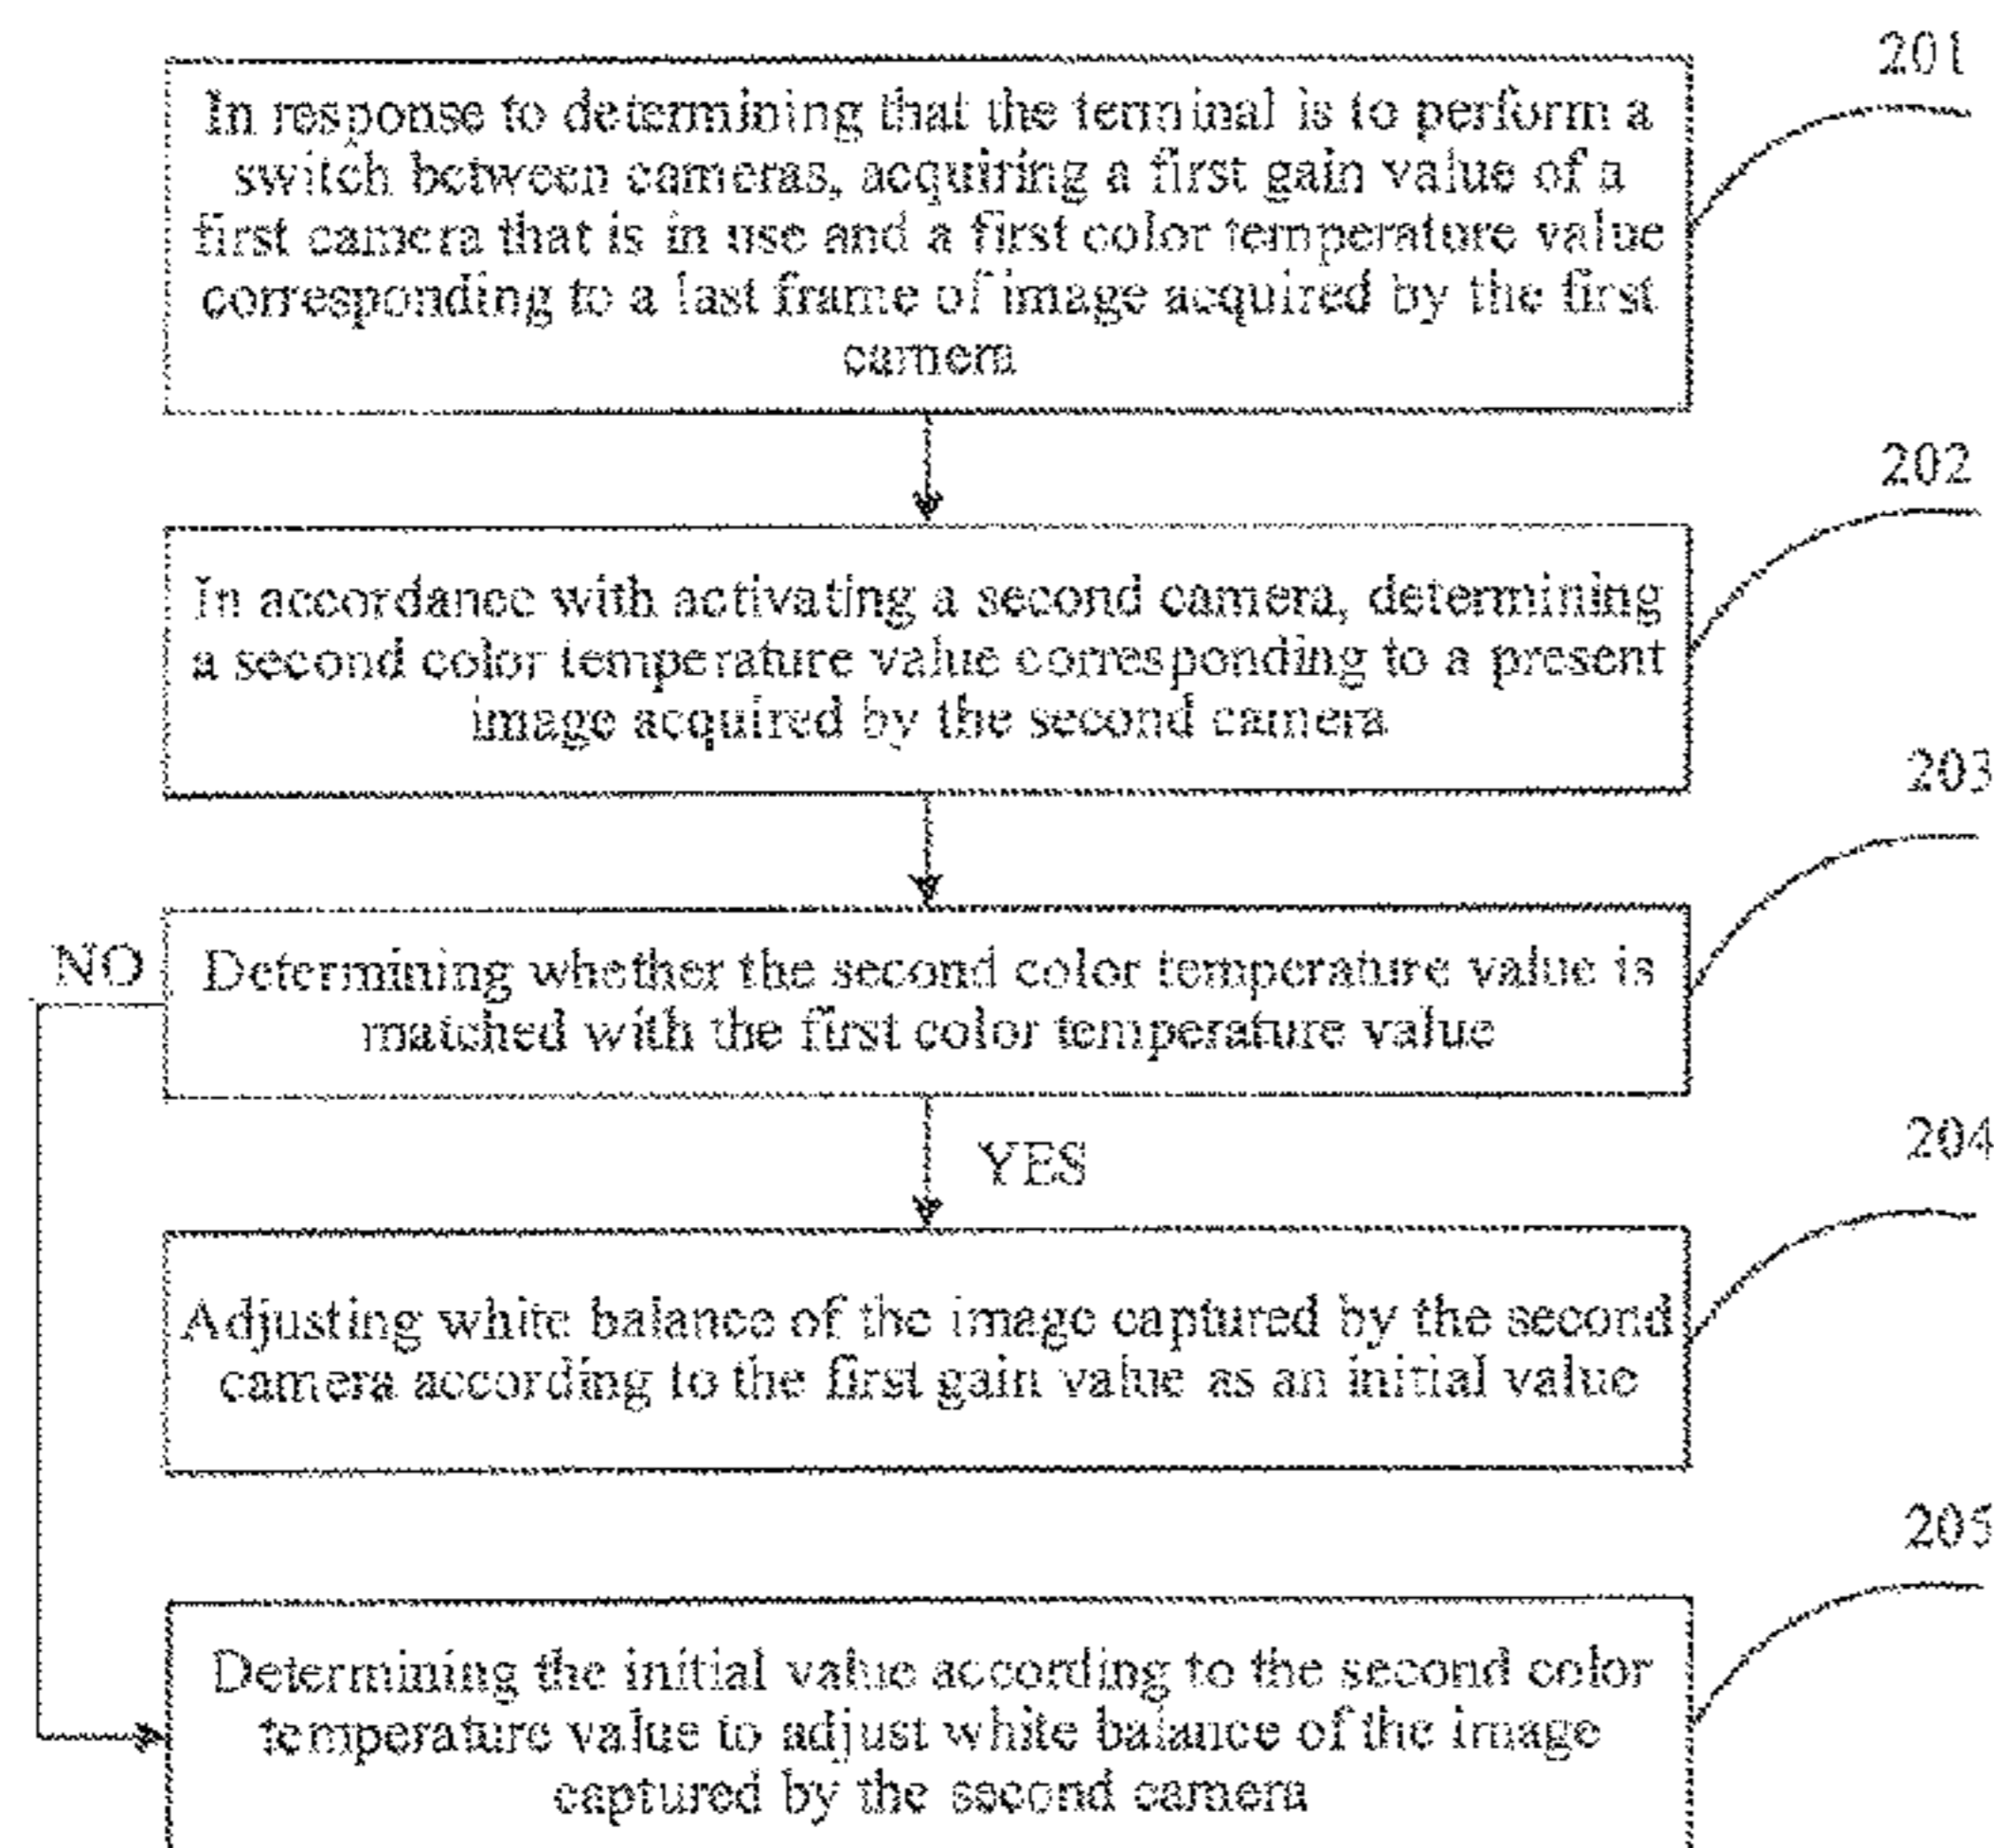 201
In response to determining that the terminal is to perform a
switch between cameras, acquiring a first gain value of a
first camera that is in use and a first color temperature value
corresponding to a last frame of image acquired by the first
camera
202
In accordance with activating a second camera, determining
a second color temperature value corresponding to a present
image acquired by the second camera
203
NO
Determining whether the second color temperature value is
matched with the first color temperature value
YES
204
Adjusting white balance of the image captured by the second
camera according to the first gain value as an initial value
205
Determining the initial value according to the second color
temperature value to adjust white balance of the image
captured by the second camera